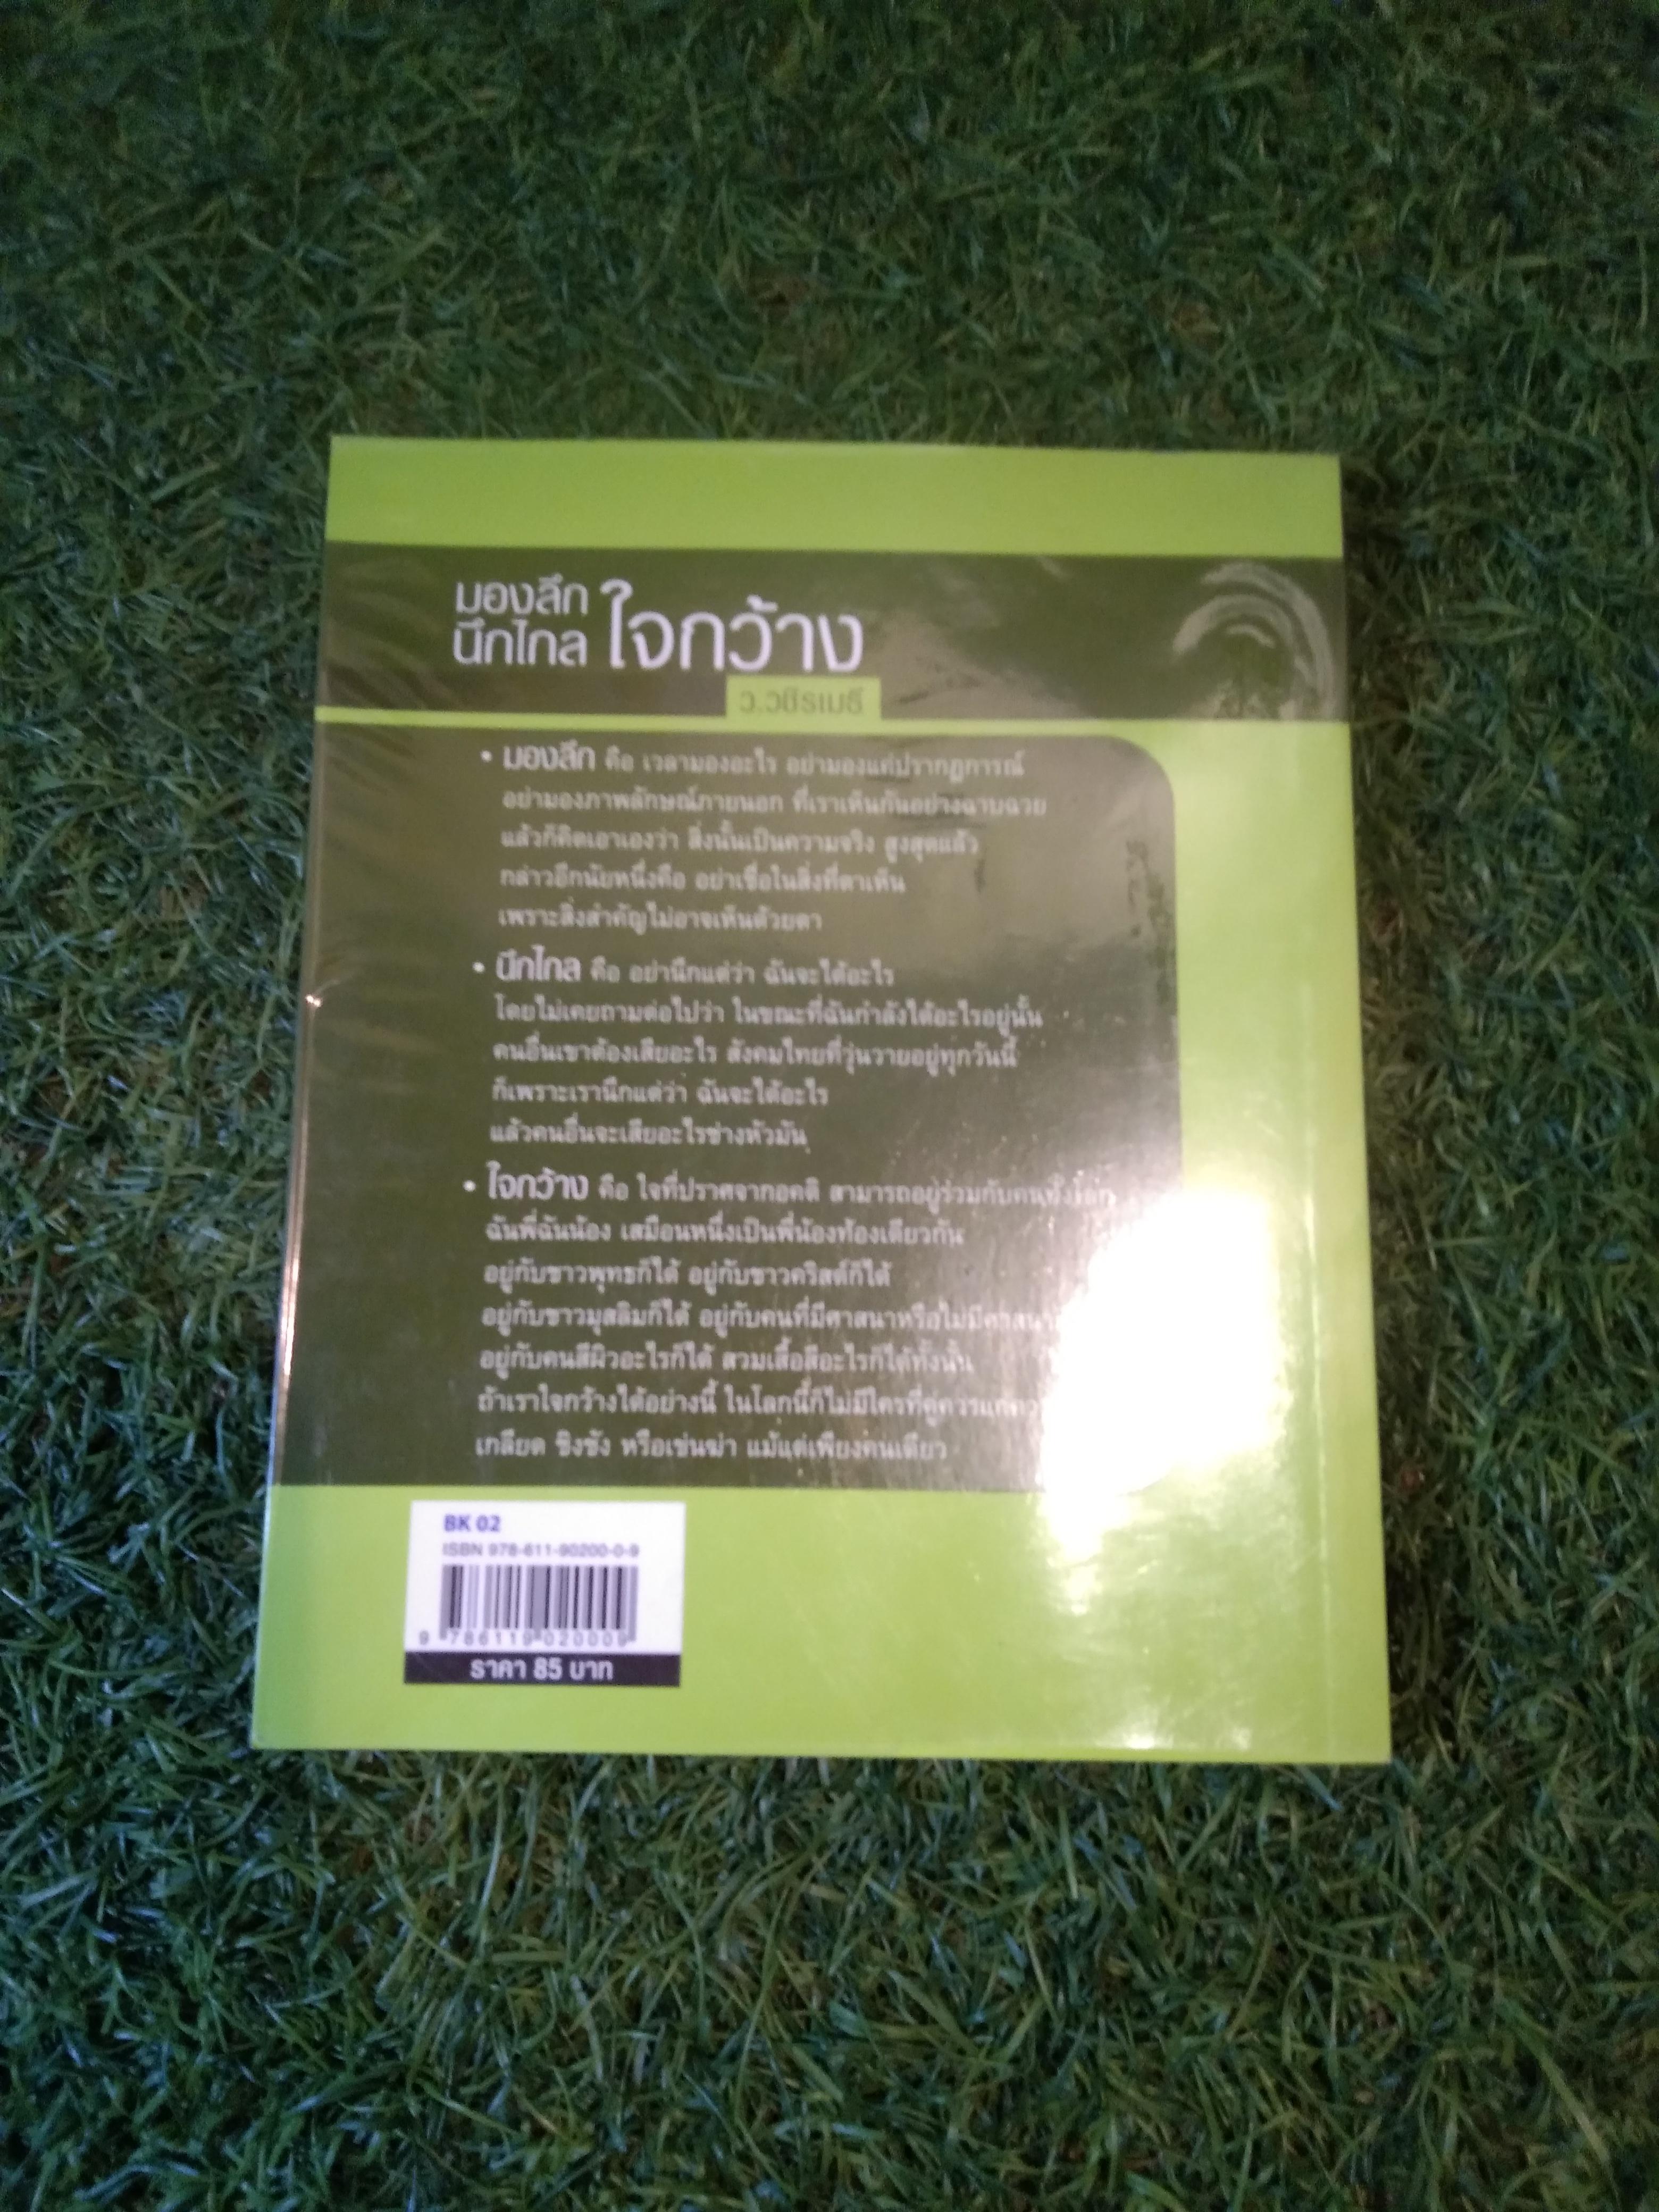 มองลึก
นึกไกล ใจกว้าง
ว.วชิรเมธี
• มองลึก คือ เวลามองอะไร อย่ามองแต่ปรากฏการณ์
อย่ามองภาพลักษณ์ภายนอก ที่เราเห็นกันอย่างฉาบฉวย
แล้วก็คิดเอาเองว่า สิ่งนั้นเป็นความจริง สูงสุดแล้ว
กล่าวอีกนัยหนึ่งคือ อย่าเชื่อในสิ่งที่ตาเห็น
เพราะสิ่งสำคัญไม่อาจเห็นด้วยตา
• นึกไกล คือ อย่านึกแต่ว่า ฉันจะได้อะไร
โดยไม่เคยถามต่อไปว่า ในขณะที่ฉันกำลังได้อะไรอยู่นั้น
คนอื่นเขาต้องเสียอะไร สังคมไทยที่วุ่นวายอยู่ทุกวันนี้
ก็เพราะเรานึกแต่ว่า ฉันจะได้อะไร
แล้วคนอื่นจะเสียอะไรช่างหัวมัน
• ใจกว้าง คือ ใจที่ปราศจากอคติ สามารถอยู่ร่วมกับคนทั้งโลก
ฉันพี่ฉันน้อง เสมือนหนึ่งเป็นพี่น้องท้องเดียวกัน
อยู่กับชาวพุทธก็ได้ อยู่กับชาวคริสต์ก็ได้
อยู่กับชาวมุสลิมก็ได้ อยู่กับคนที่มีศาสนาหรือไม่มีศาสนา
อยู่กับคนสีผิวอะไรก็ได้ สวมเสื้อสีอะไรก็ได้ทั้งนั้น
ถ้าเราใจกว้างได้อย่างนี้ ในโลกนี้ก็ไม่มีใครที่คู่ควรแก่
เกลียด ชิงชัง หรือเข่นฆ่า แม้แต่เพียงคนเดียว
BK 02
ISBN 978-611-90200-0-9
9 786119 020009
ราคา 85 บาท